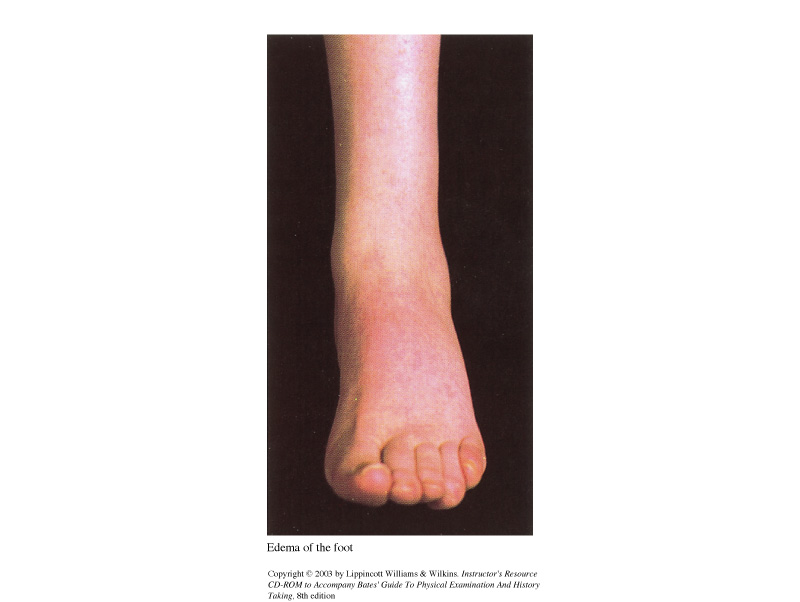 Edema of the foot
Copyright © 2003 by Lippincott Williams & Wilkins. Instructor's Resource
CD-ROM to Accompany Bates' Guide To Physical Examination And History
Taking, 8th edition